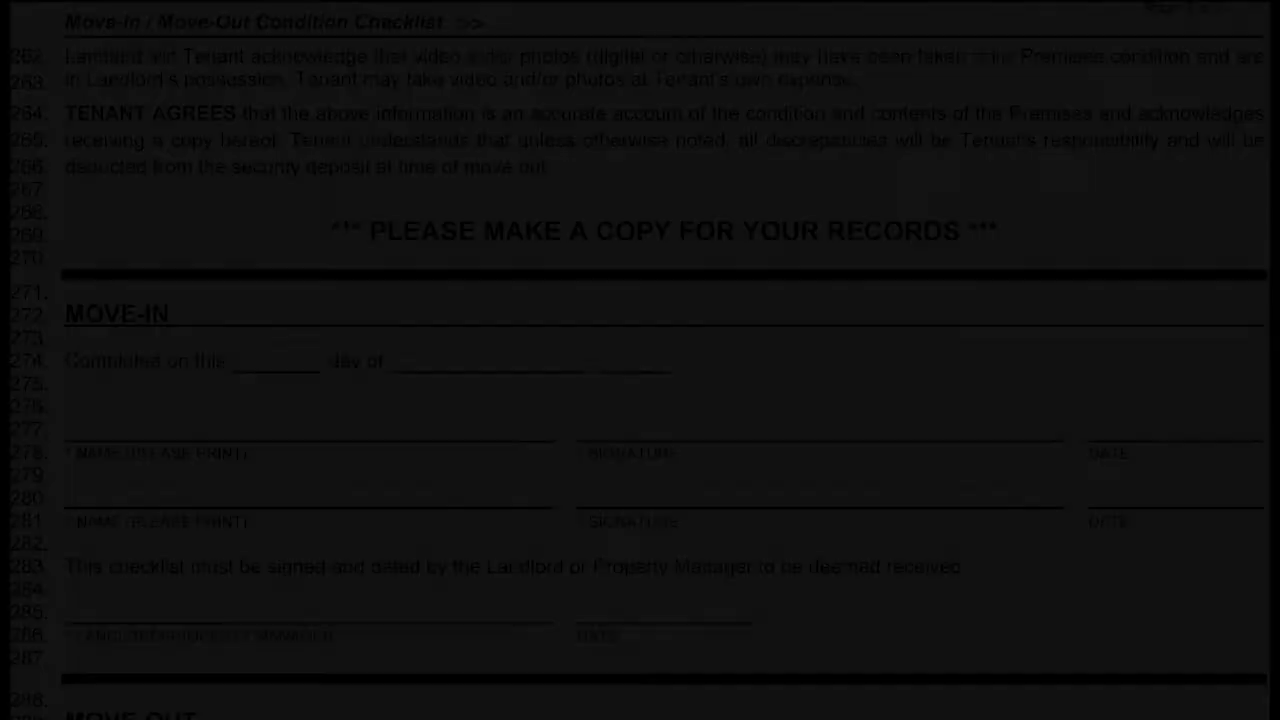 Move-In / Move-Out Condition Checklist >>
262. Landlord and Tenant acknowledge that video and/or photos (digital or otherwise) may have been taken of the Premises condition and are
263. in Landlord's possession. Tenant may take video and/or photos at Tenant's own expense.
264. TENANT AGREES that the above information is an accurate account of the condition and contents of the Premises and acknowledges
265. receiving a copy hereof. Tenant understands that unless otherwise noted, all discrepancies will be Tenant's responsibility and will be
266. deducted from the security deposit at time of move out.
267.
268.
269. *** PLEASE MAKE A COPY FOR YOUR RECORDS ***
270.
271.
272. MOVE-IN
273.
274. Completed on this day of
275.
276.
277.
278. ^ NAME (PLEASE PRINT) ^ SIGNATURE DATE
279.
280.
281. ^ NAME (PLEASE PRINT) ^ SIGNATURE DATE
282.
283. This checklist must be signed and dated by the Landlord or Property Manager to be deemed received.
284.
285.
286. ^ LANDLORD/PROPERTY MANAGER DATE
287.
288.
MOVE-OUT